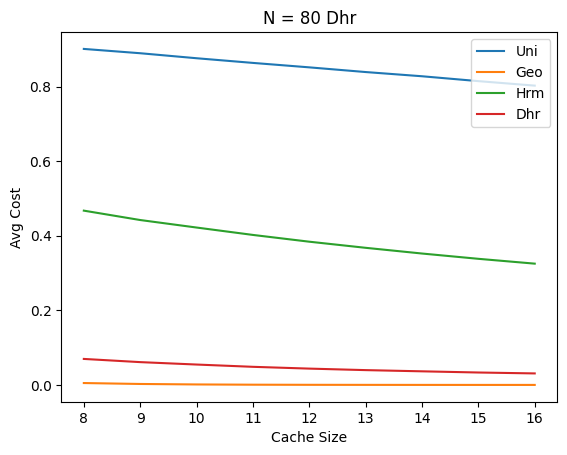 N = 80 Dhr
Uni
Geo
Hrm
Dhr
Avg Cost
0.8
0.6
0.4
0.2
0.0
8 9 10 11 12 13 14 15 16
Cache Size